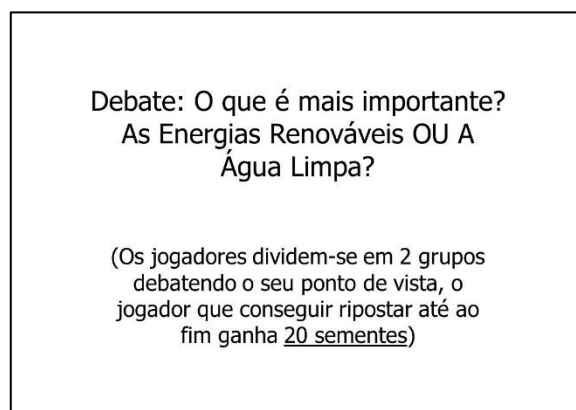 Debate: O que é mais importante?
As Energias Renováveis OU A
Água Limpa?
(Os jogadores dividem-se em 2 grupos
debatendo o seu ponto de vista, o
jogador que conseguir ripostar até ao
fim ganha 20 sementes)